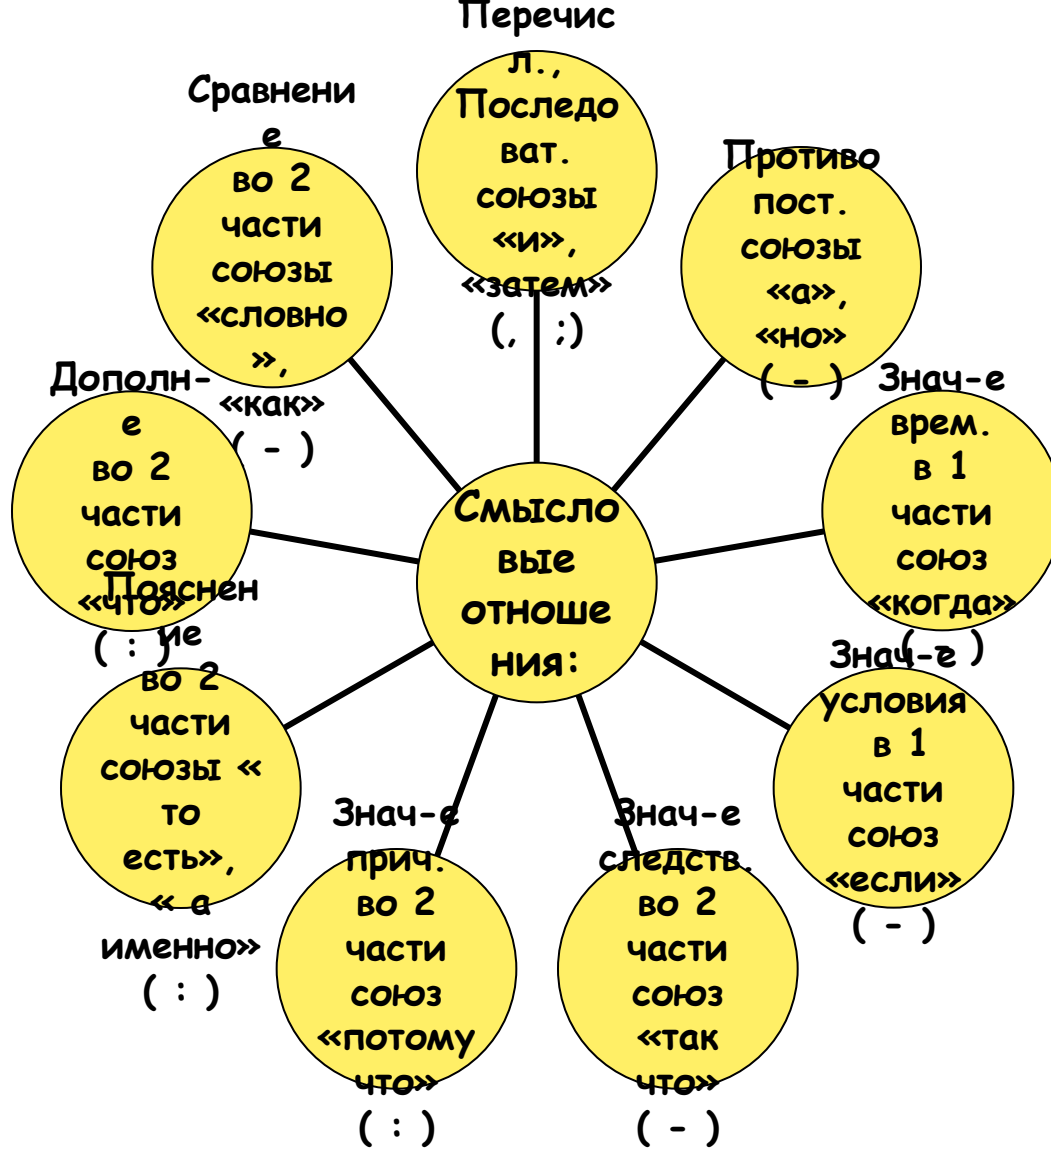 Перечис
л.,
Последо
ват.
союзы
«и»,
«затем»
(, ;)
Противо
пост.
союзы
«а»,
«но»
( - )
Знач-е
врем.
в 1
части
союз
«когда»
( - )
Знач-е
условия
в 1
части
союз
«если»
( - )
Знач-е
следств.
во 2
части
союз
«так
что»
( - )
Знач-е
прич.
во 2
части
союз
«потому
что»
( : )
Пояснен
ие
во 2
части
союзы «
то
есть»,
« а
именно»
( : )
Дополн-
е
во 2
части
союз
«что»
( : )
Сравнени
е
во 2
части
союзы
«словно
»,
«как»
( - )
Смысло
вые
отноше
ния: